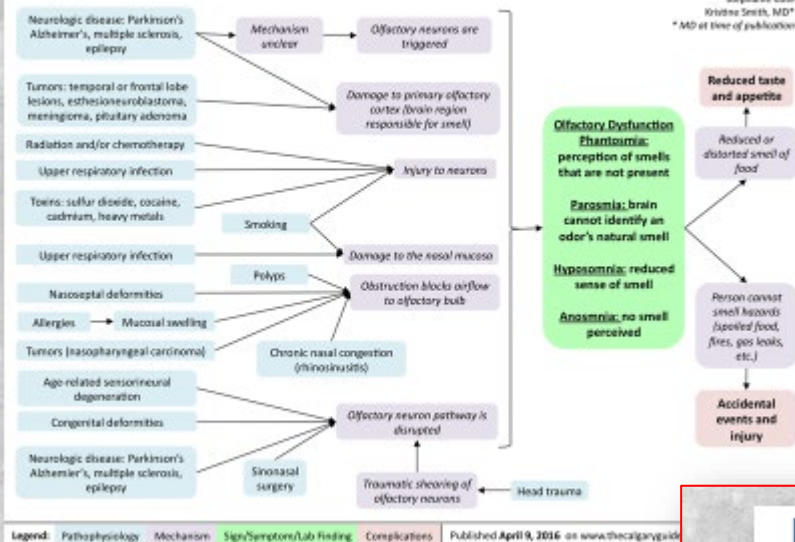 Kristine Smith, MD*
* MD at time of publication
Neurologic disease: Parkinson's
Alzheimer's, multiple sclerosis,
epilepsy
Mechanism
unclear
Olfactory neurons are
triggered
Tumors: temporal or frontal lobe
lesions, esthesioneuroblastoma,
meningioma, pituitary adenoma
Damage to primary olfactory
cortex (brain region
responsible for smell)
Radiation and/or chemotherapy
Upper respiratory infection
Injury to neurons
Toxins: sulfur dioxide, cocaine,
cadmium, heavy metals
Smoking
Upper respiratory infection
Damage to the nasal mucosa
Polyps
Nasoseptal deformities
Obstruction blocks airflow
to olfactory bulb
Allergies
Mucosal swelling
Tumors (nasopharyngeal carcinoma)
Chronic nasal congestion
(rhinosinusitis)
Age-related sensorineural
degeneration
Congenital deformities
Olfactory neuron pathway is
disrupted
Neurologic disease: Parkinson's
Alzhemier's, multiple sclerosis,
epilepsy
Sinonasal
surgery
Traumatic shearing of
olfactory neurons
Head trauma
Olfactory Dysfunction
Phantosmia:
perception of smells
that are not present
Parosmia: brain
cannot identify an
odor's natural smell
Hyposomnia: reduced
sense of smell
Anosmnia: no smell
perceived
Reduced taste
and appetite
Reduced or
distorted smell of
food
Person cannot
smell hazards
(spoiled food,
fires, gas leaks,
etc.)
Accidental
events and
injury
Legend: Pathophysiology Mechanism Sign/Symptom/Lab Finding Complications Published April 9, 2016 on www.thecalgaryguide